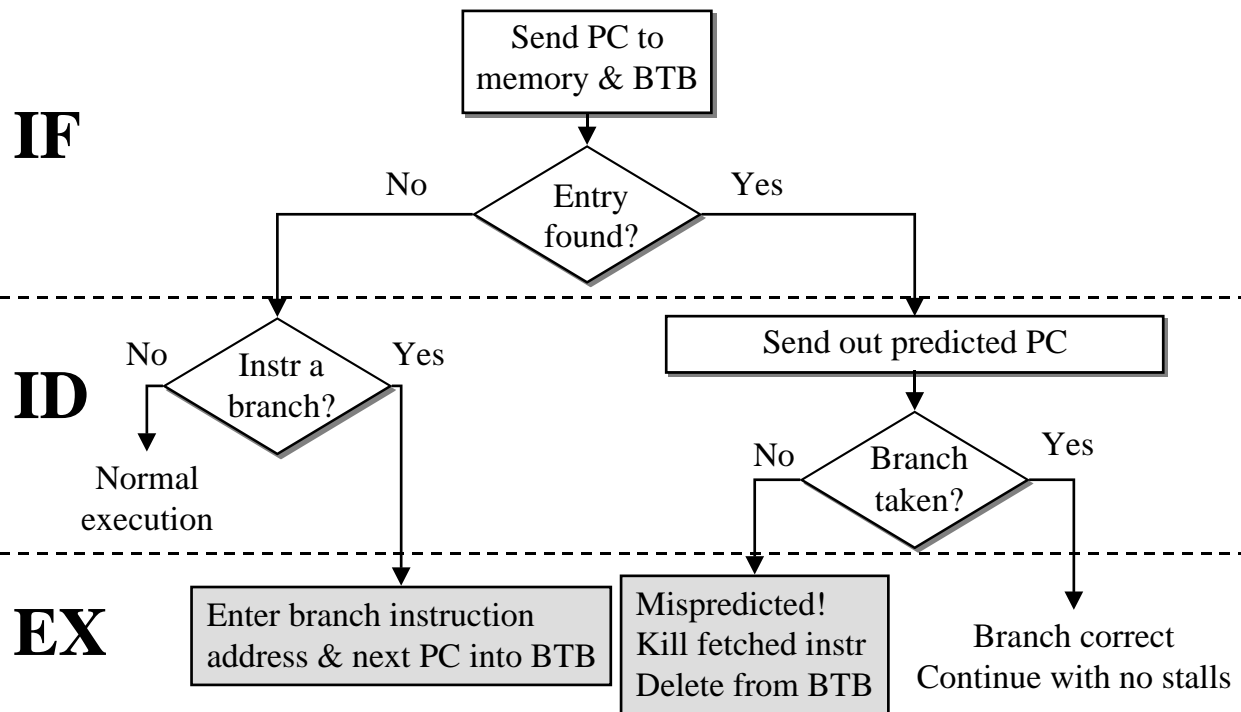 Send PC to
memory & BTB
IF
No
Yes
Entry
found?
No
Instr a
branch?
Yes
Send out predicted PC
ID
Normal
execution
No
Branch
taken?
Yes
EX
Enter branch instruction
address & next PC into BTB
Mispredicted!
Kill fetched instr
Delete from BTB
Branch correct
Continue with no stalls